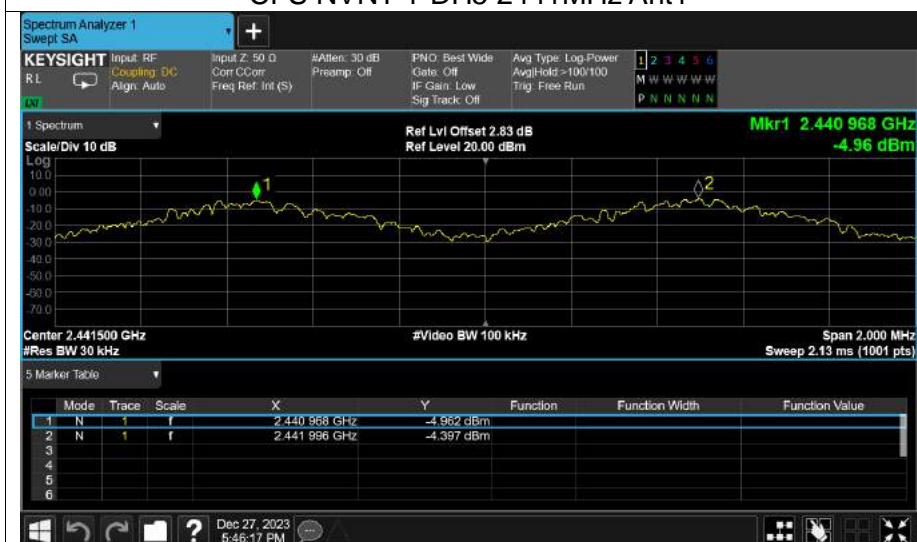 Spectrum Analyzer 1
Swept SA
+
KEYSIGHT
R L
EXT
Input: RF
Coupling: DC
Align: Auto
Input Z: 50 Ω
Corr CCorr
Freq Ref: Int (S)
#Atten: 30 dB
Preamp: Off
PNO: Best Wide
Gate: Off
IF Gain: Low
Sig Track: Off
Avg Type: Log-Power
Avg|Hold:>100/100
Trig: Free Run
1 2 3 4 5 6
M W W W W W
P N N N N N
1 Spectrum
Scale/Div 10 dB
Ref Lvl Offset 2.83 dB
Ref Level 20.00 dBm
Mkr1 2.440 968 GHz
-4.96 dBm
Log
10.0
0.00
-10.0
-20.0
-30.0
-40.0
-50.0
-60.0
-70.0
1
2
Center 2.441500 GHz
#Res BW 30 kHz
#Video BW 100 kHz
Span 2.000 MHz
Sweep 2.13 ms (1001 pts)
5 Marker Table
Mode Trace Scale X Y Function Function Width Function Value
1 N 1 f 2.440 968 GHz -4.962 dBm
2 N 1 f 2.441 996 GHz -4.397 dBm
3
4
5
6
? Dec 27, 2023
5:46:17 PM